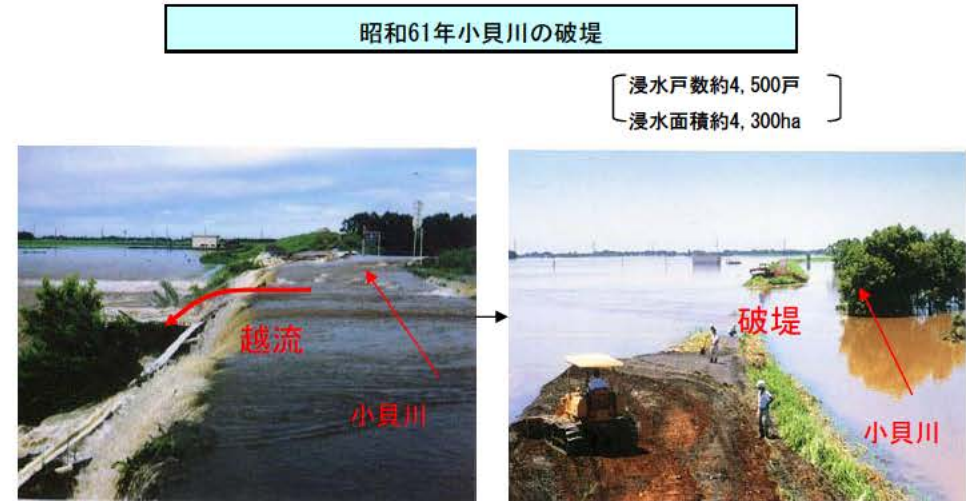 昭和61年小貝川の破堤
浸水戸数約4,500戸
浸水面積約4,300ha
越流
小貝川
破堤
小貝川